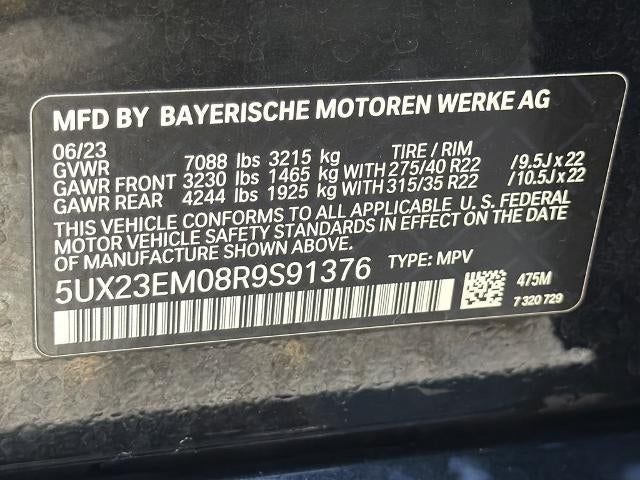 MFD BY BAYERISCHE MOTOREN WERKE AG
06/23 TIRE / RIM
GVWR 7088 lbs 3215 kg
GAWR FRONT 3230 lbs 1465 kg WITH 275/40 R22 /9.5J x 22
GAWR REAR 4244 lbs 1925 kg WITH 315/35 R22 /10.5J x 22
THIS VEHICLE CONFORMS TO ALL APPLICABLE U. S. FEDERAL
MOTOR VEHICLE SAFETY STANDARDS IN EFFECT ON THE DATE
OF MANUFACTURE SHOWN ABOVE.
5UX23EM08R9S91376 TYPE: MPV
475M
7 320 729